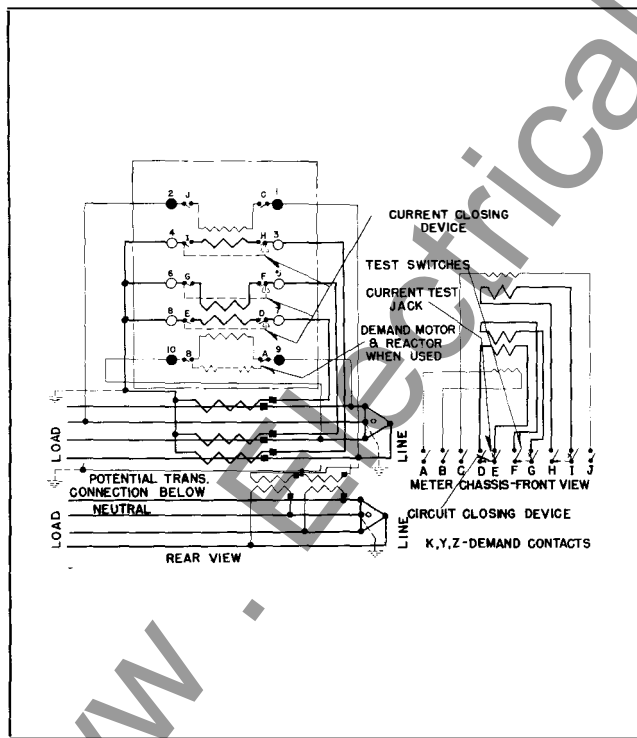 2 J C 1
4 I H 3
6 G F 5
8 E D 7
10 B A 9
CURRENT CLOSING
DEVICE
TEST SWITCHES
CURRENT TEST
JACK
DEMAND MOTOR
& REACTOR
WHEN USED
LOAD
LINE
POTENTIAL TRANS.
CONNECTION BELOW
NEUTRAL
LOAD
LINE
REAR VIEW
A B C D E F G H I J
METER CHASSIS-FRONT VIEW
CIRCUIT CLOSING DEVICE
K,Y,Z-DEMAND CONTACTS
w . Electrical